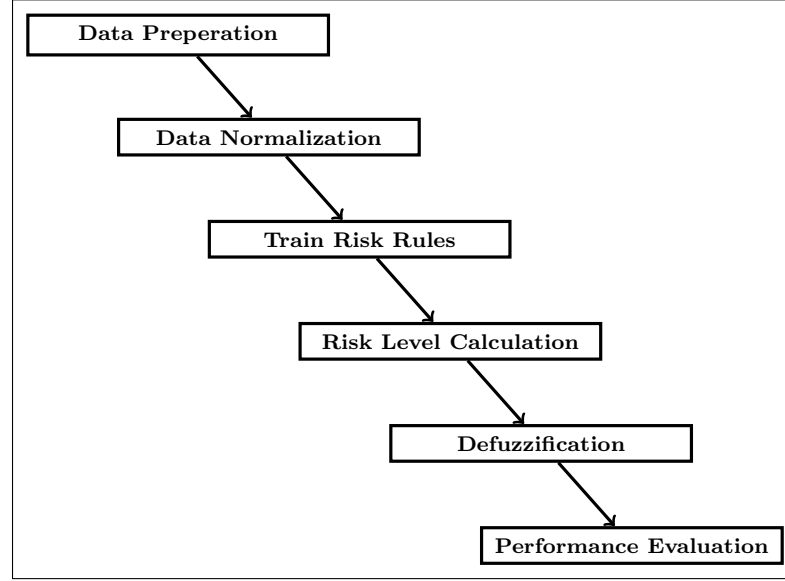 Data Preperation
Data Normalization
Train Risk Rules
Risk Level Calculation
Defuzzification
Performance Evaluation